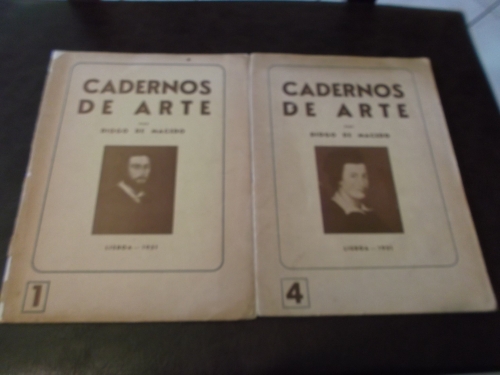 CADERNOS
DE ARTE
POR
DIOGO DE MACEDO
LISBOA - 1951
1
CADERNOS
DE ARTE
POR
DIOGO DE MACEDO
LISBOA - 1951
4